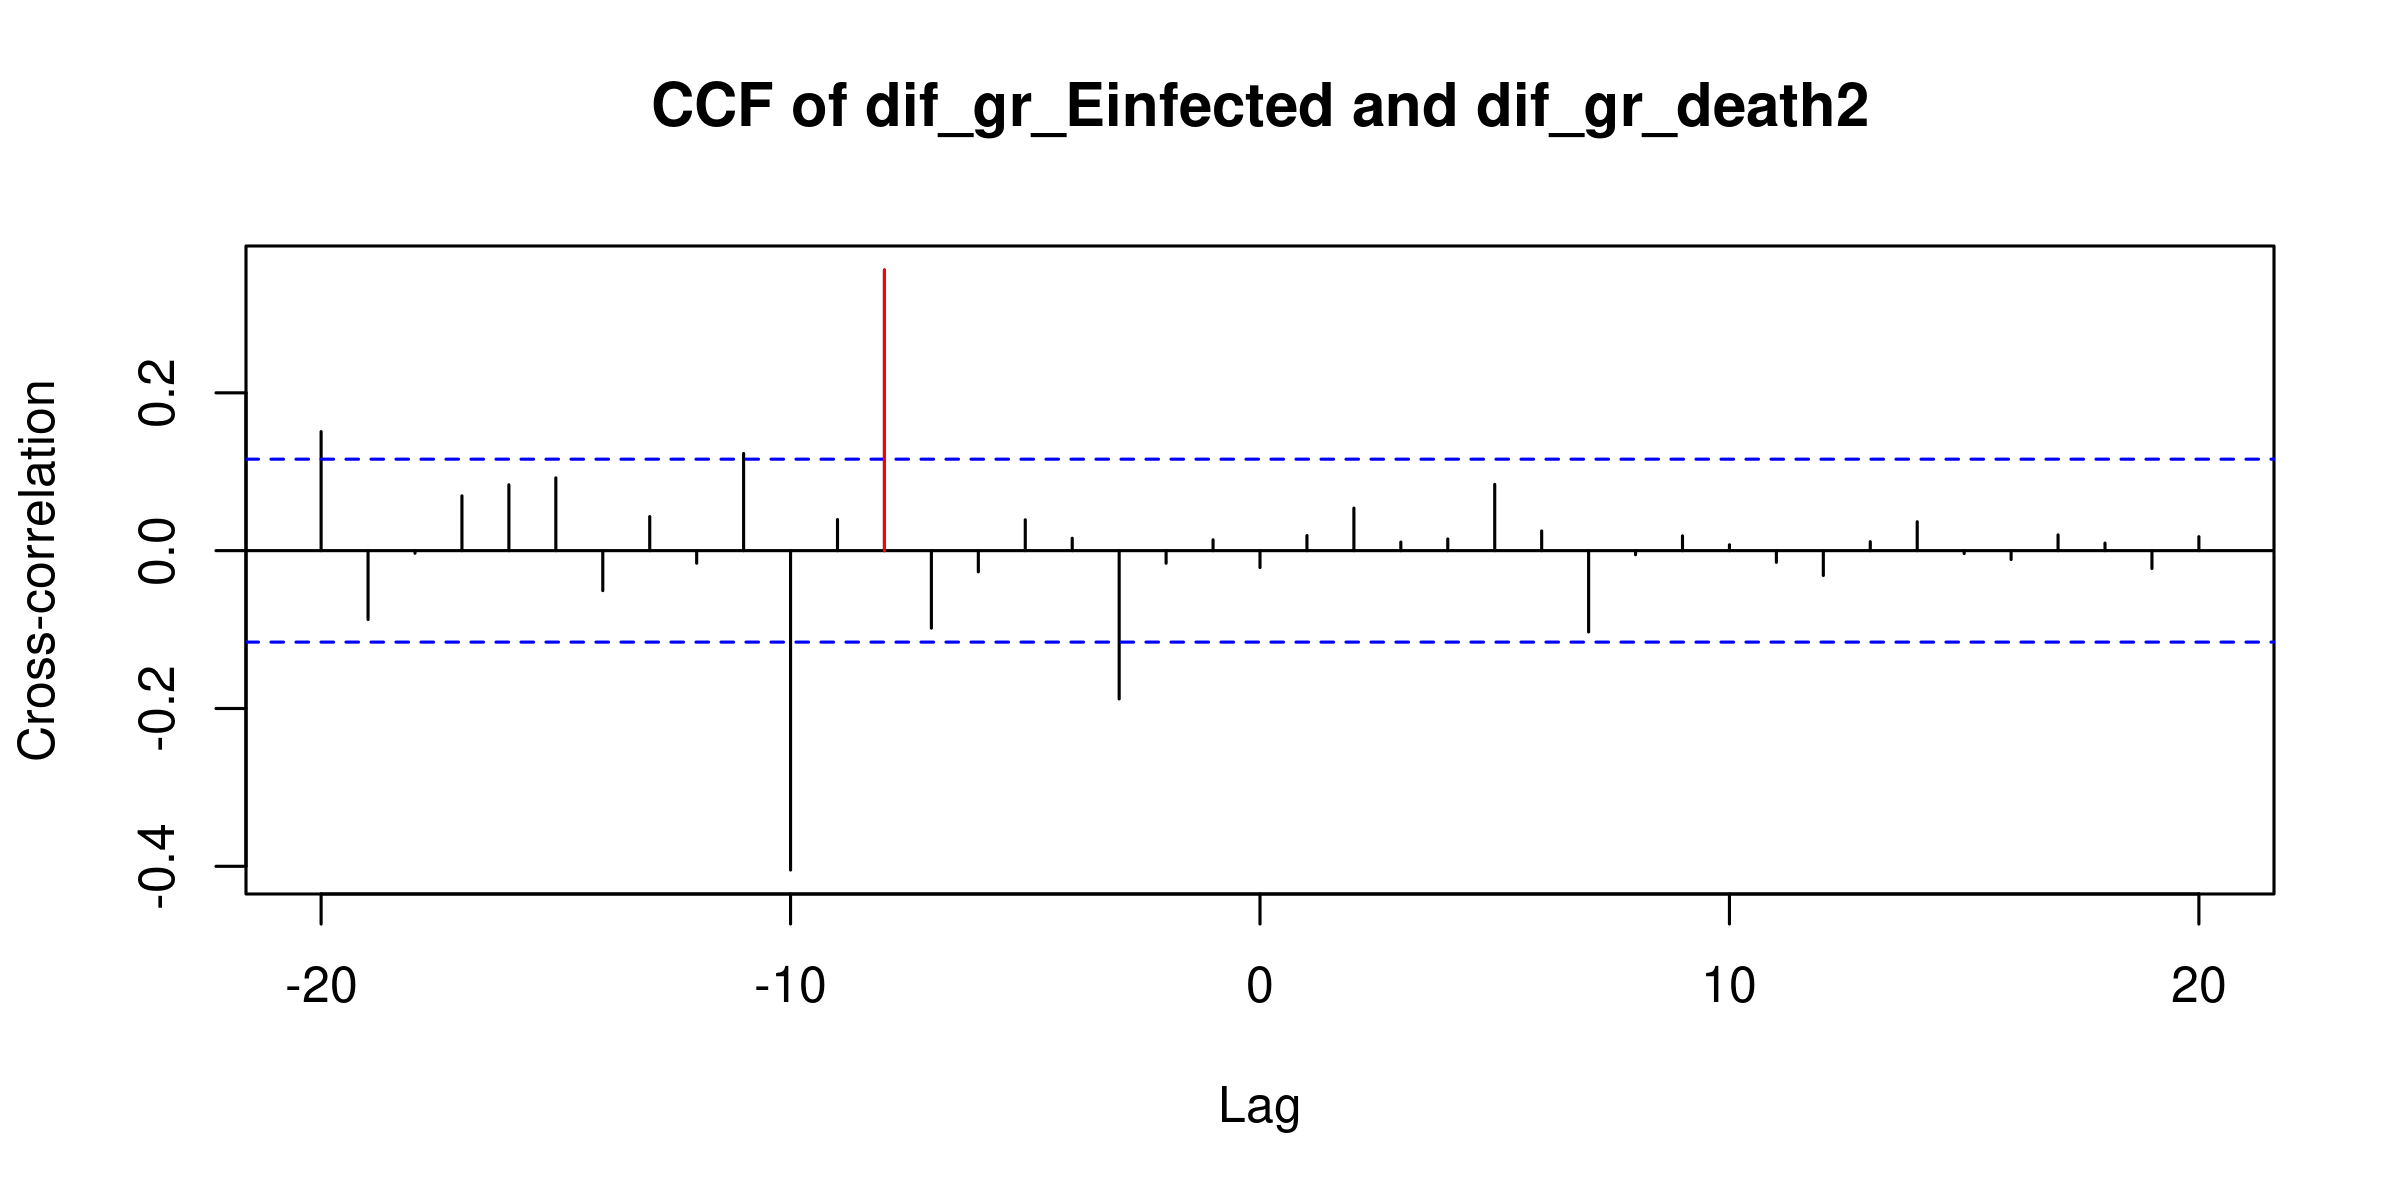 CCF of dif_gr_Einfected and dif_gr_death2
Cross-correlation
0.2
0.0
-0.2
-0.4
-20 -10 0 10 20
Lag